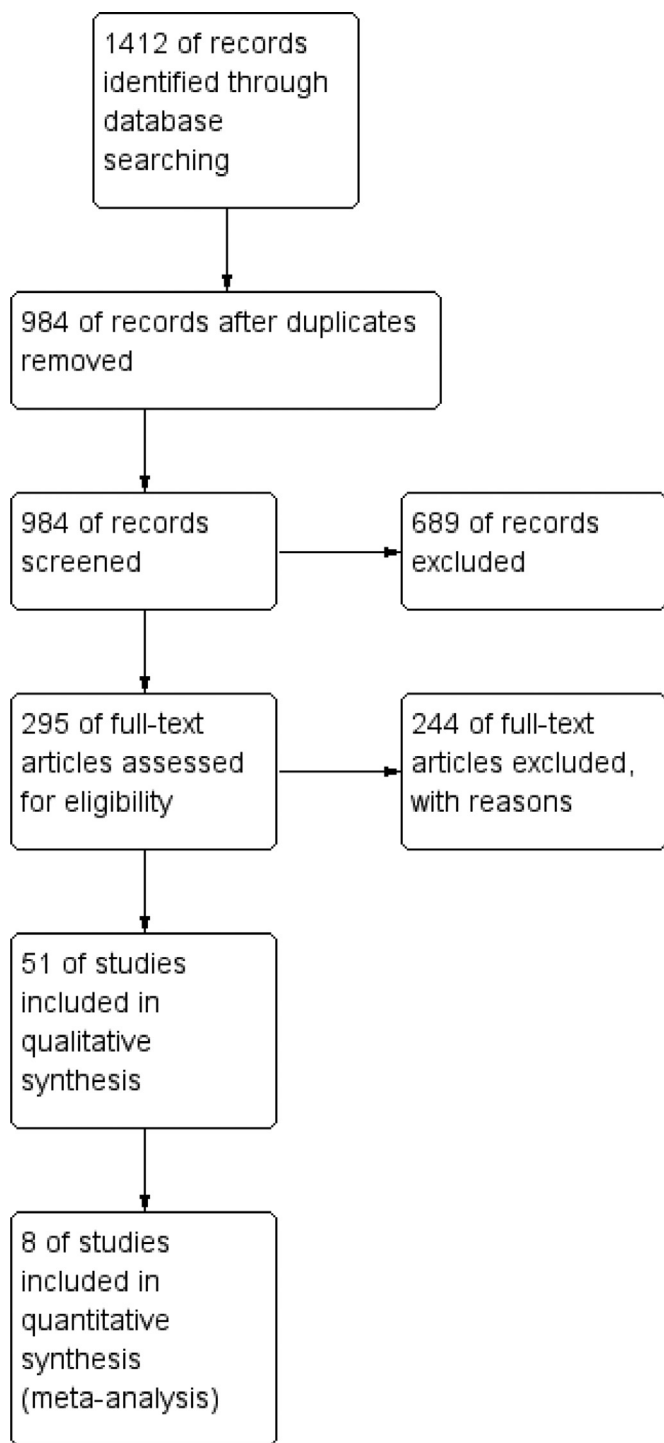 1412 of records
identified through
database
searching
984 of records after duplicates
removed
984 of records
screened
689 of records
excluded
295 of full-text
articles assessed
for eligibility
244 of full-text
articles excluded,
with reasons
51 of studies
included in
qualitative
synthesis
8 of studies
included in
quantitative
synthesis
(meta-analysis)